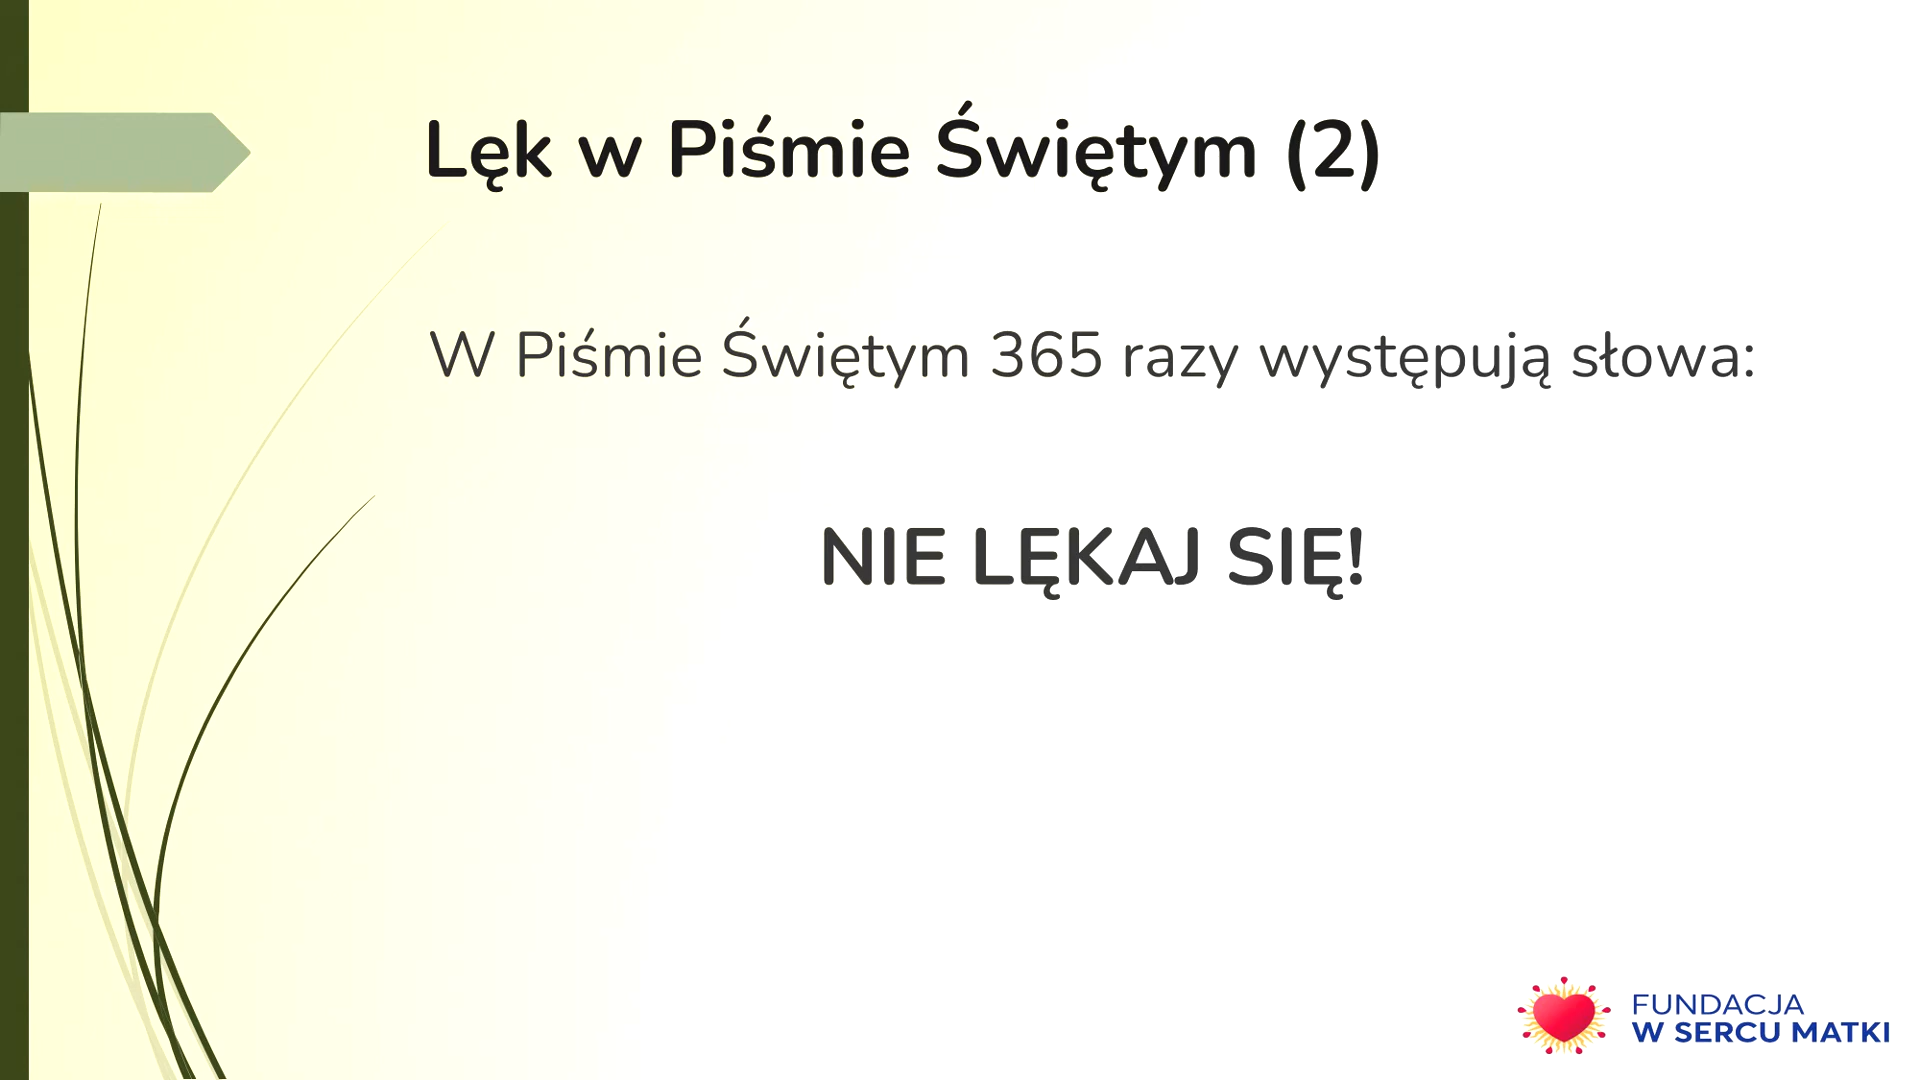 Lęk w Piśmie Świętym (2)
W Piśmie Świętym 365 razy występują słowa:
NIE LĘKAJ SIĘ!
FUNDACJA
W SERCU MATKI